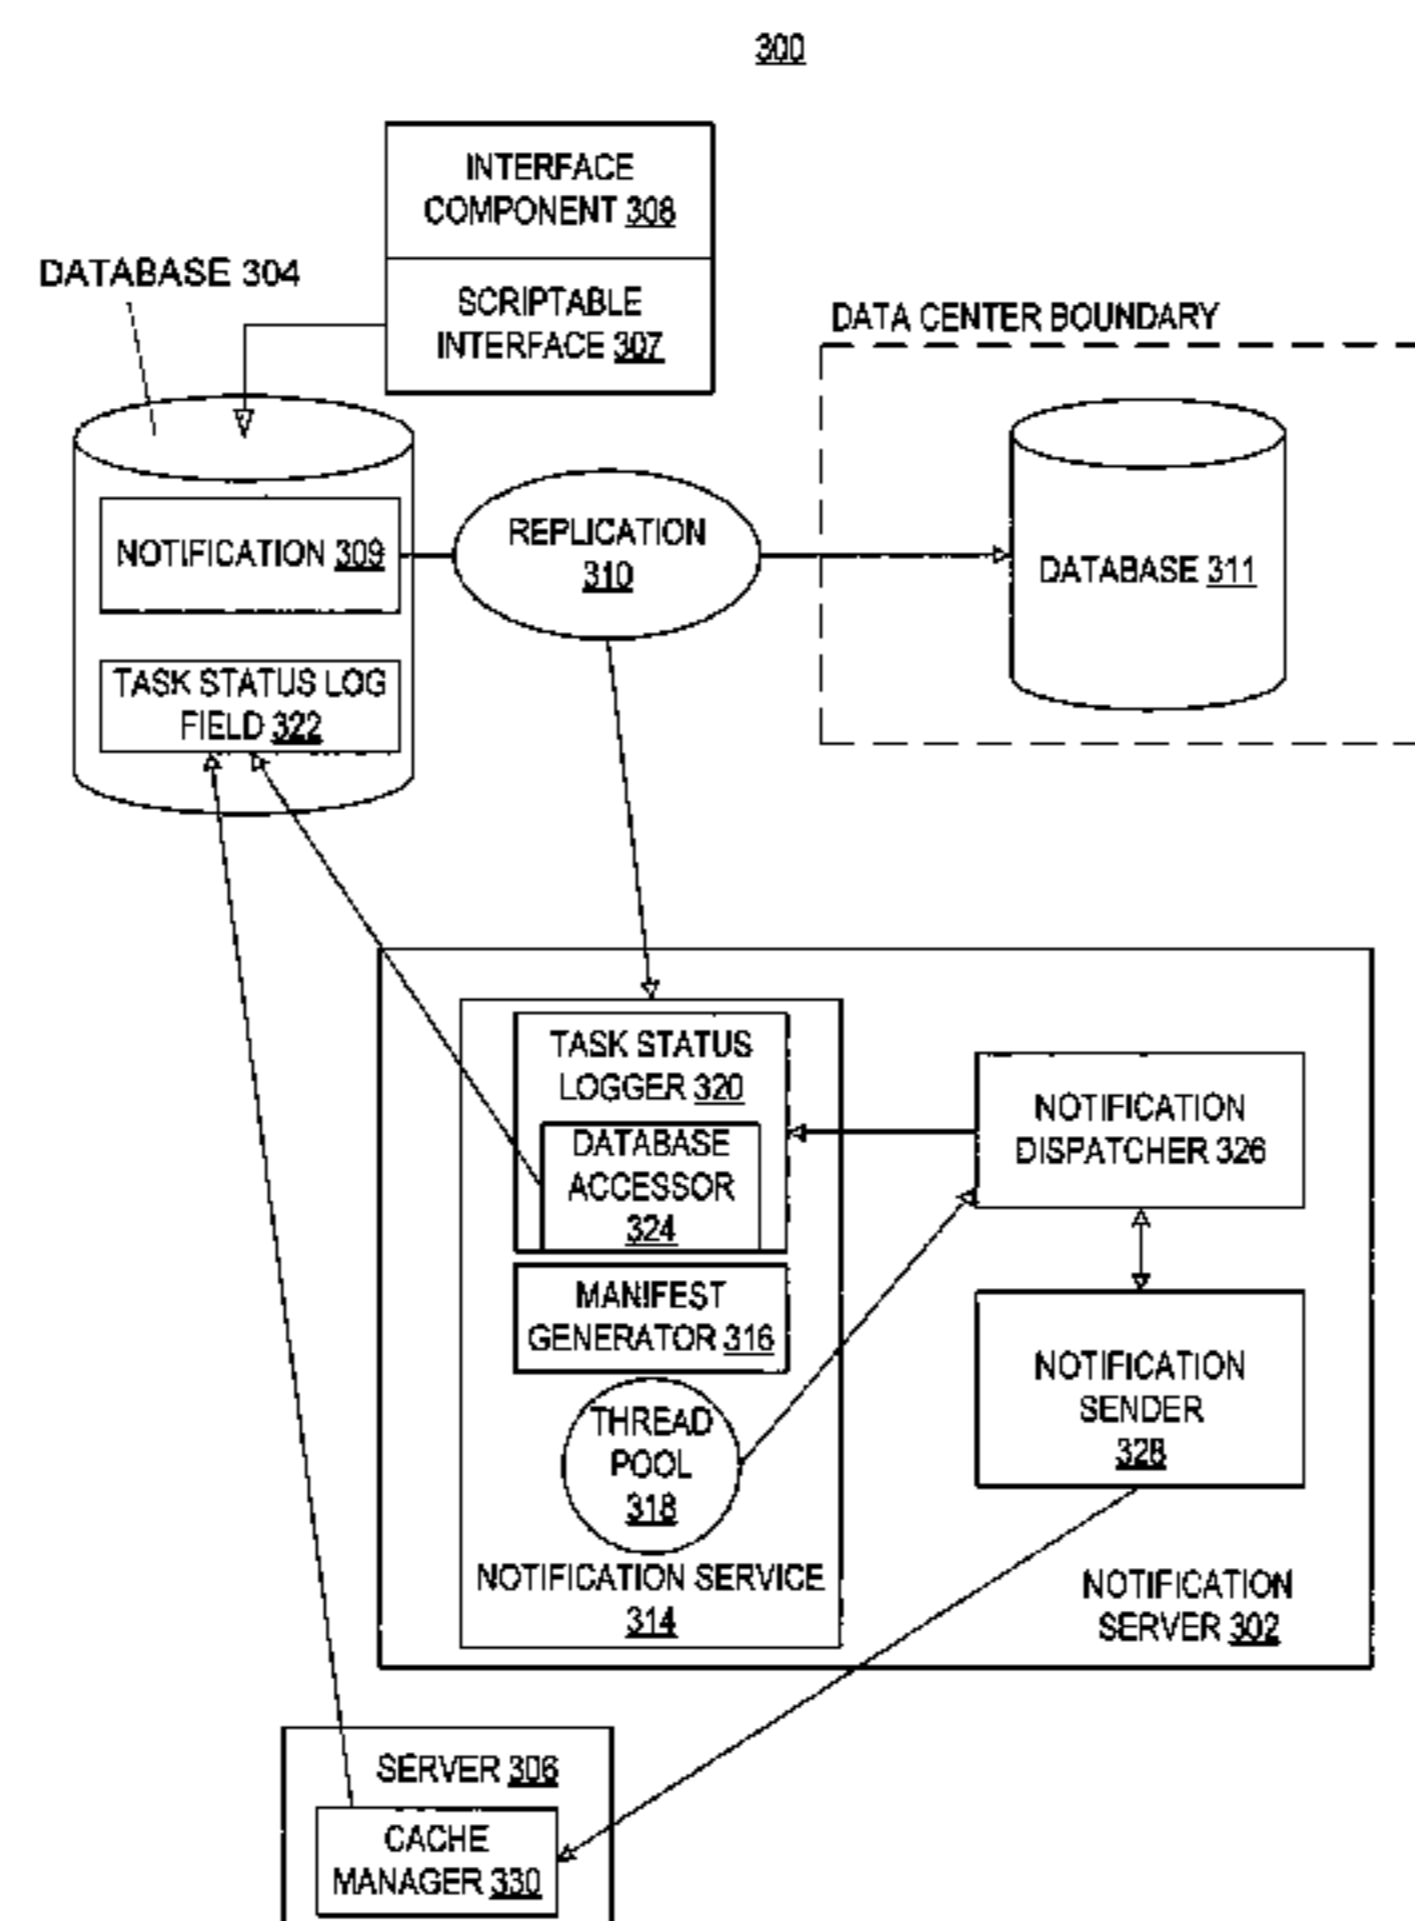 300
INTERFACE
COMPONENT 308
DATABASE 304
SCRIPTABLE
INTERFACE 307
DATA CENTER BOUNDARY
NOTIFICATION 309
REPLICATION
310
DATABASE 311
TASK STATUS LOG
FIELD 322
TASK STATUS
LOGGER 320
DATABASE
ACCESSOR
324
NOTIFICATION
DISPATCHER 326
MANIFEST
GENERATOR 316
NOTIFICATION
SENDER
328
THREAD
POOL
318
NOTIFICATION SERVICE
314
NOTIFICATION
SERVER 302
SERVER 306
CACHE
MANAGER 330